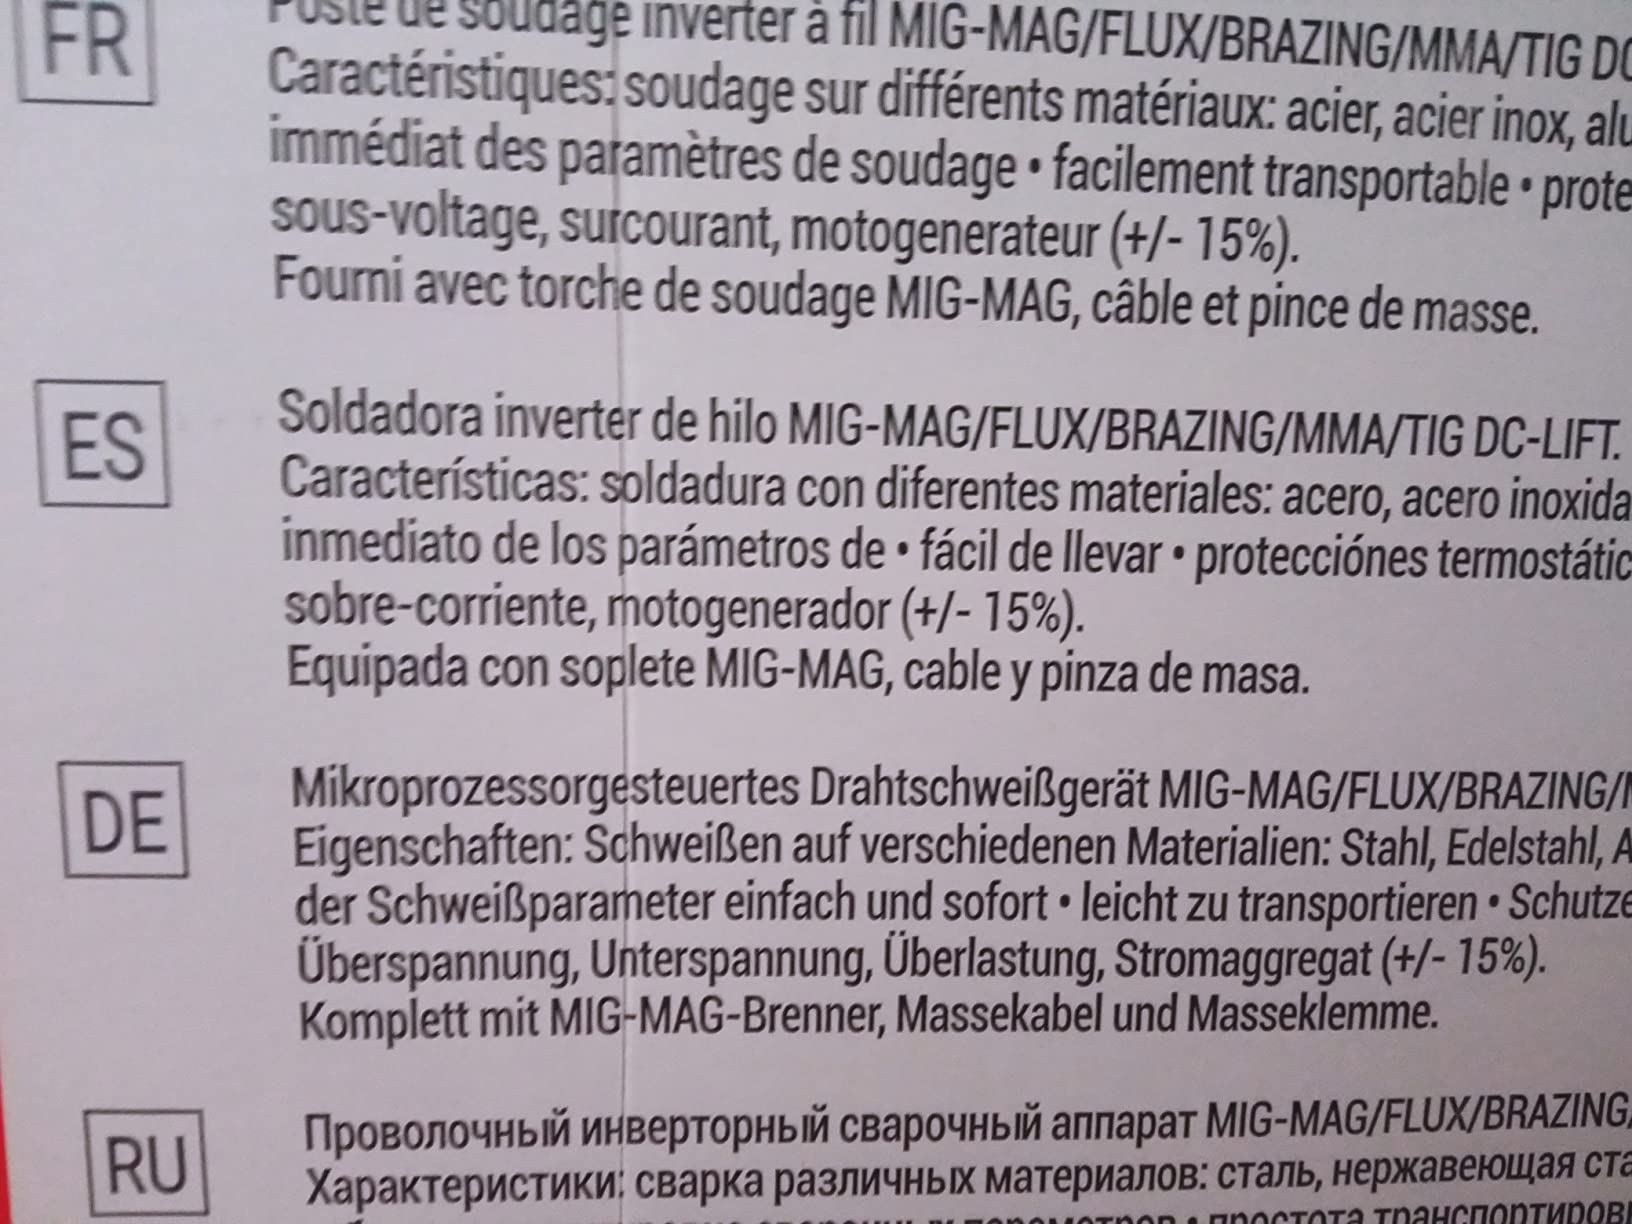 FR
Poste de soudage inverter à fil MIG-MAG/FLUX/BRAZING/MMA/TIG
Caractéristiques: soudage sur différents matériaux: acier, acier inox,
immédiat des paramètres de soudage • facilement transportable •
sous-voltage, surcourant, motogenerateur (+/- 15%).
Fourni avec torche de soudage MIG-MAG, câble et pince de masse.
ES
Soldadora inverter de hilo MIG-MAG/FLUX/BRAZING/MMA/TIG DC-LIFT.
Características: soldadura con diferentes materiales: acero, acero
inmediato de los parámetros de • fácil de llevar • protecciónes
sobre-corriente, motogenerador (+/- 15%).
Equipada con soplete MIG-MAG, cable y pinza de masa.
DE
Mikroprozessorgesteuertes Drahtschweißgerät MIG-MAG/FLUX/BRAZING/
Eigenschaften: Schweißen auf verschiedenen Materialien: Stahl, Edelstahl,
der Schweißparameter einfach und sofort • leicht zu transportieren •
Überspannung, Unterspannung, Überlastung, Stromaggregat (+/- 15%).
Komplett mit MIG-MAG-Brenner, Massekabel und Masseklemme.
RU
Проволочный инверторный сварочный аппарат MIG-MAG/FLUX/BRAZING/
Характеристики: сварка различных материалов: сталь, нержавеющая
• простота